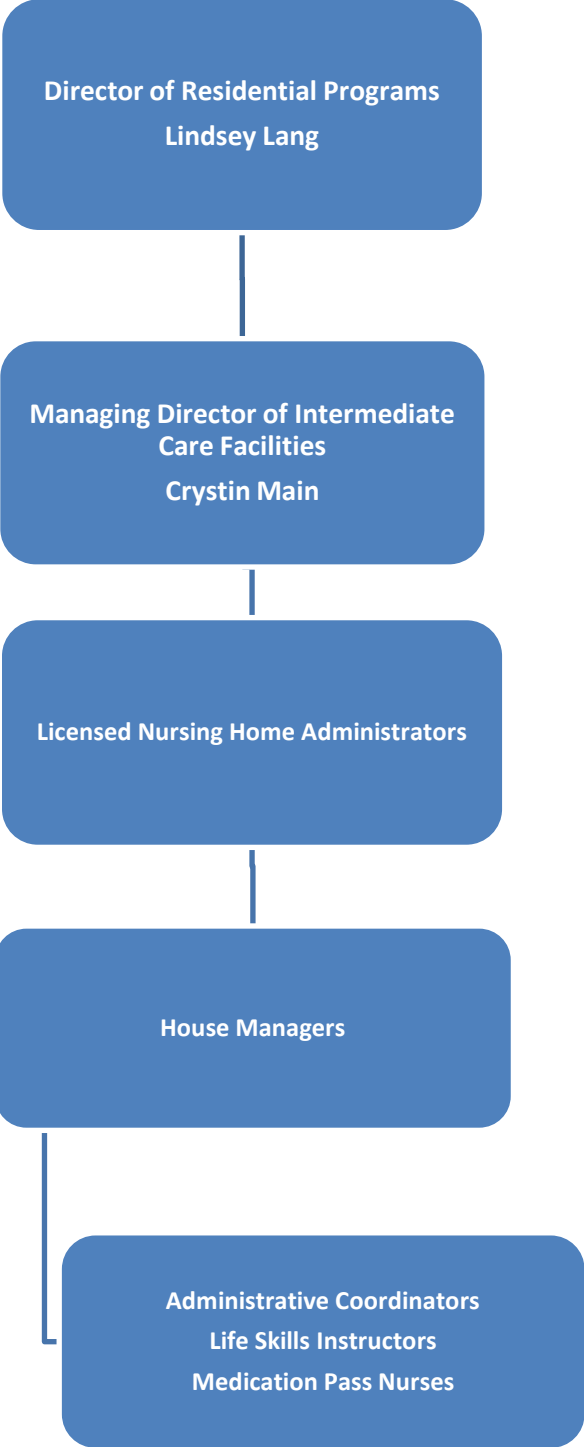 Director of Residential Programs
Lindsey Lang
Managing Director of Intermediate
Care Facilities
Crystin Main
Licensed Nursing Home Administrators
House Managers
Administrative Coordinators
Life Skills Instructors
Medication Pass Nurses